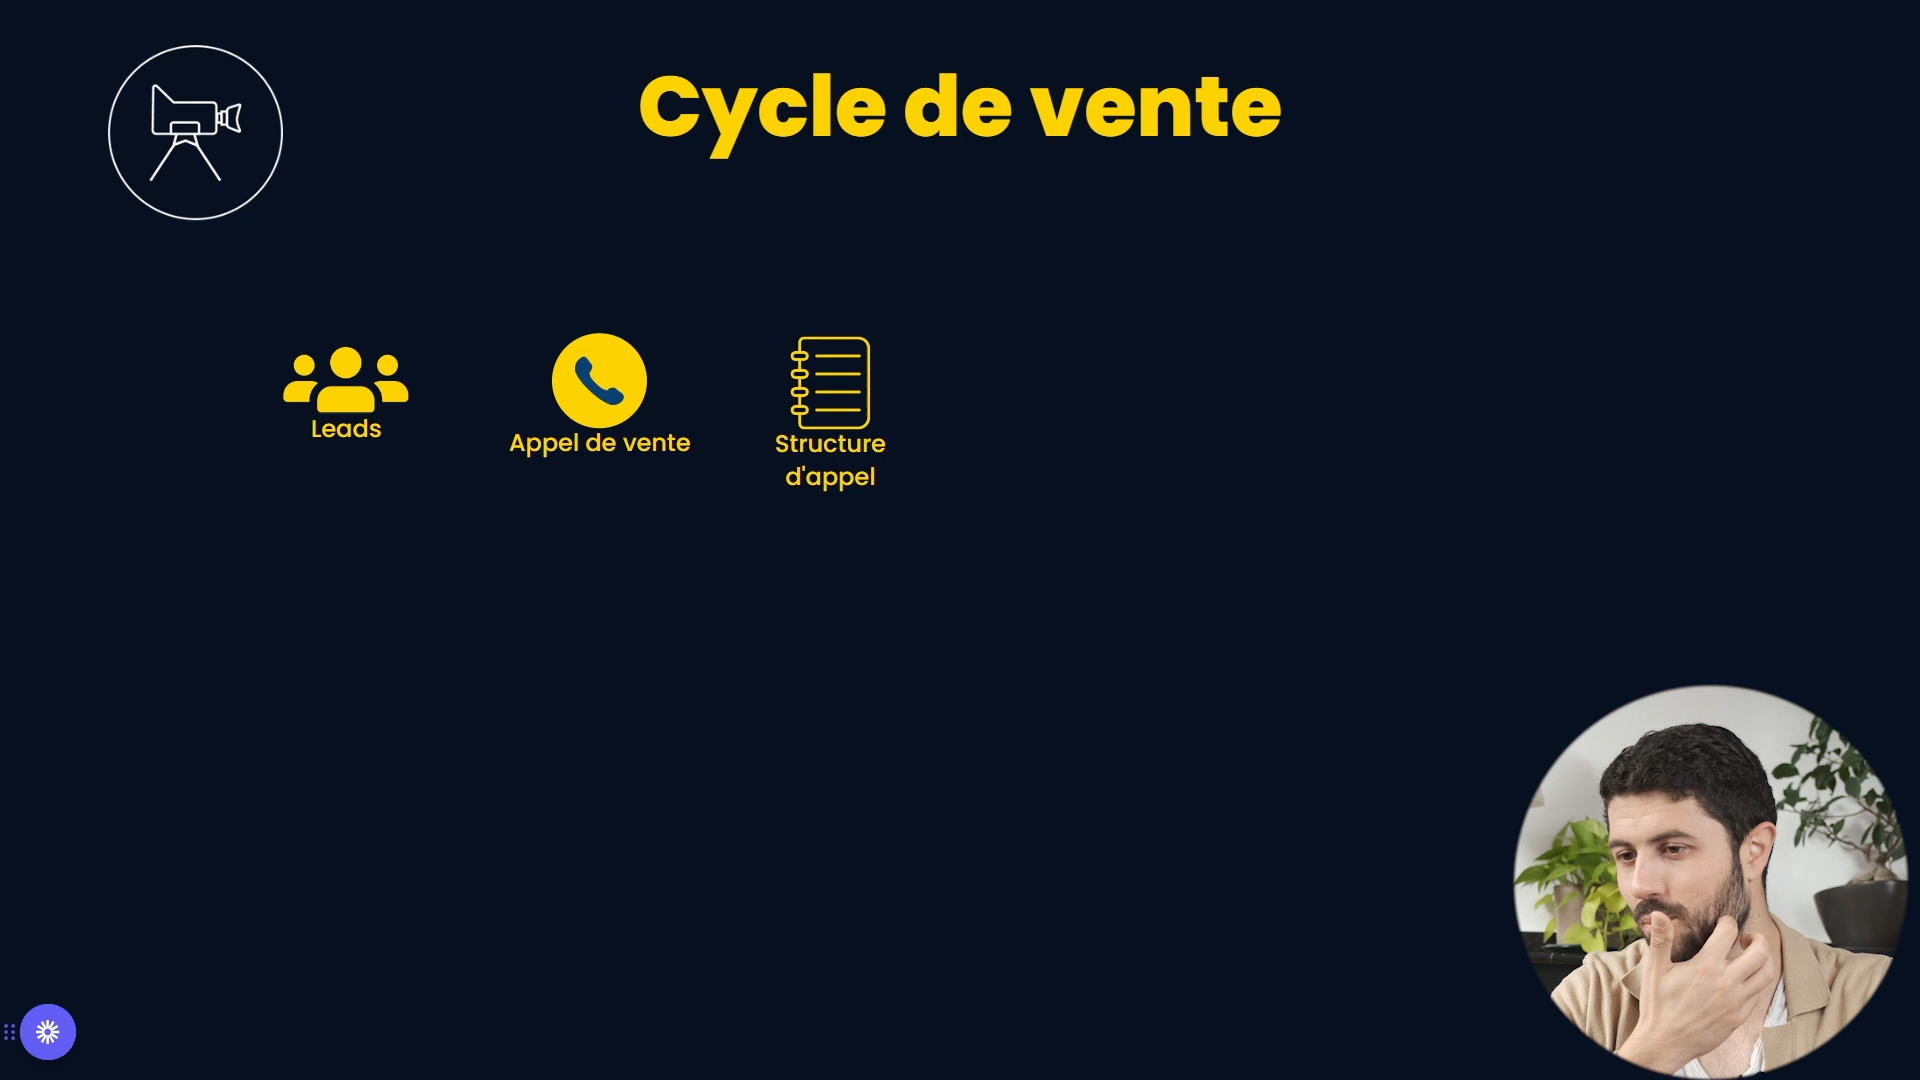 Cycle de vente
Leads
Appel de vente
Structure
d'appel